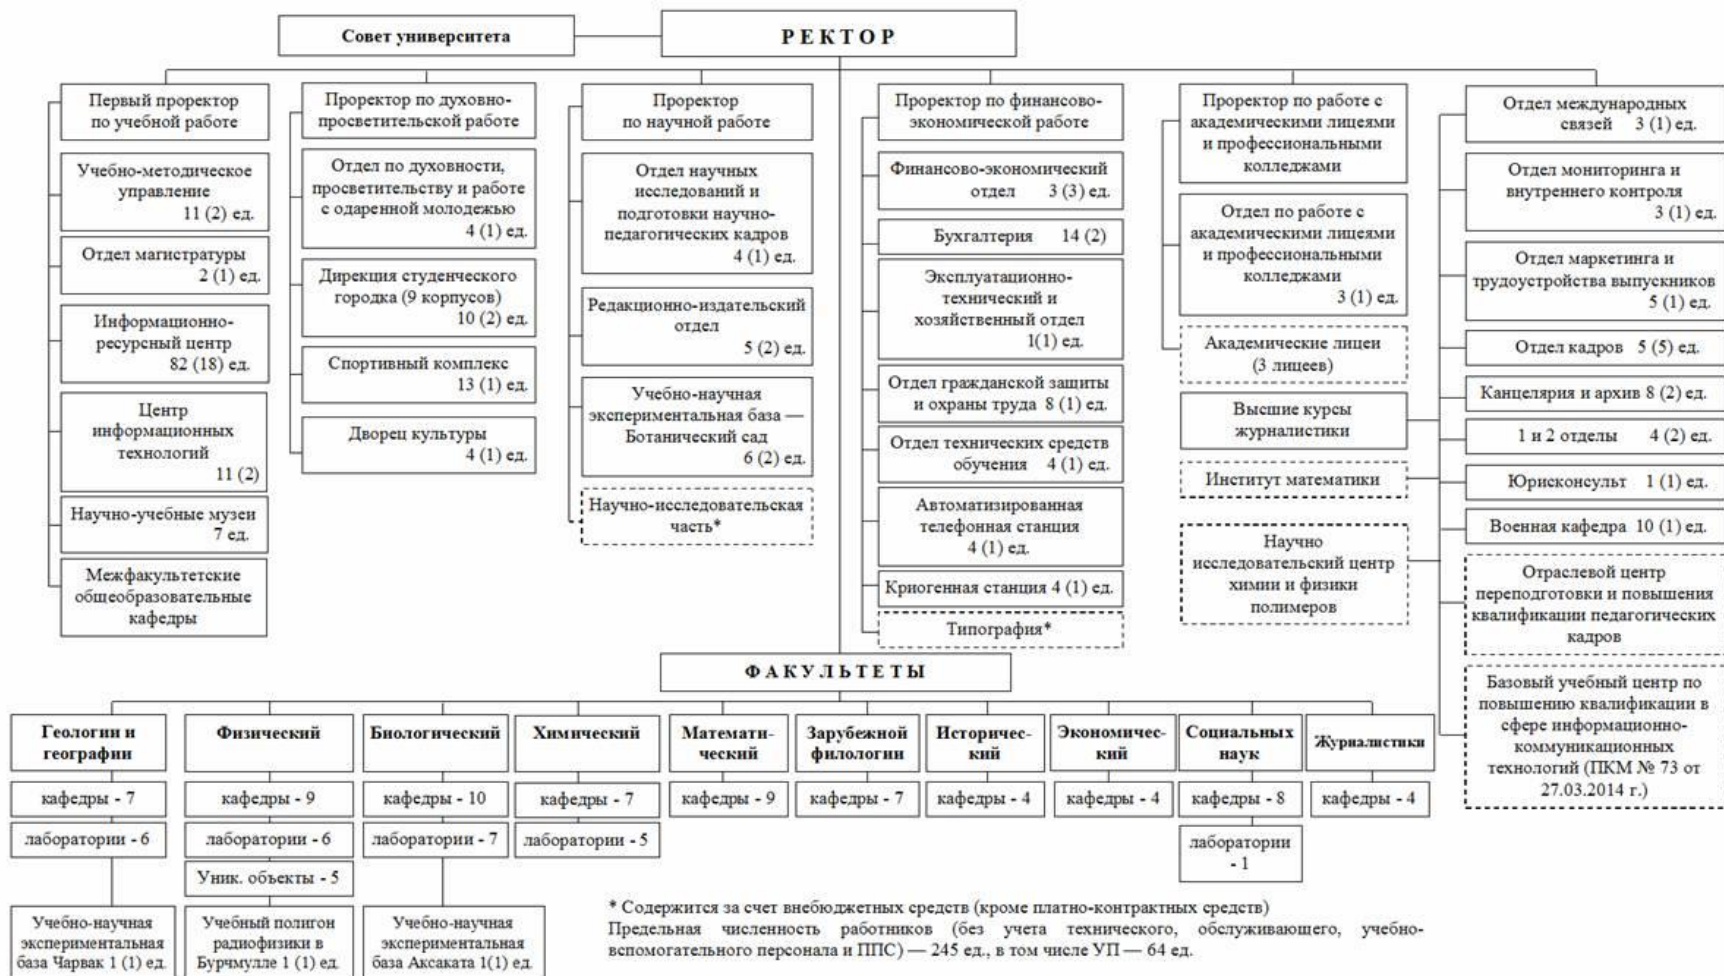 Совет университета
РЕКТОР
Первый проректор
по учебной работе
Учебно-методическое
управление
11 (2) ед.
Отдел магистратуры
2 (1) ед.
Информационно-
ресурсный центр
82 (18) ед.
Центр
информационных
технологий
11 (2)
Научно-учебные музеи
7 ед.
Межфакультетские
общеобразовательные
кафедры
Проректор по духовно-
просветительской работе
Отдел по духовности,
просветительству и работе
с одаренной молодежью
4 (1) ед.
Дирекция студенческого
городка (9 корпусов)
10 (2) ед.
Спортивный комплекс
13 (1) ед.
Дворец культуры
4 (1) ед.
Проректор
по научной работе
Отдел научных
исследований и
подготовки научно-
педагогических кадров
4 (1) ед.
Редакционно-издательский
отдел
5 (2) ед.
Учебно-научная
экспериментальная база —
Ботанический сад
6 (2) ед.
Научно-исследовательская
часть*
Проректор по финансово-
экономической работе
Финансово-экономический
отдел 3 (3) ед.
Бухгалтерия 14 (2)
Эксплуатационно-
технический и
хозяйственный отдел
1(1) ед.
Отдел гражданской защиты
и охраны труда 8 (1) ед.
Отдел технических средств
обучения 4 (1) ед.
Автоматизированная
телефонная станция
4 (1) ед.
Криогенная станция 4 (1) ед.
Типография*
Проректор по работе с
академическими лицеями
и профессиональными
колледжами
Отдел по работе с
академическими лицеями
и профессиональными
колледжами
3 (1) ед.
Академические лицеи
(3 лицеев)
Высшие курсы
журналистики
Институт математики
Научно
исследовательский центр
химии и физики
полимеров
Отдел международных
связей 3 (1) ед.
Отдел мониторинга и
внутреннего контроля
3 (1) ед.
Отдел маркетинга и
трудоустройства выпускников
5 (1) ед.
Отдел кадров 5 (5) ед.
Канцелярия и архив 8 (2) ед.
1 и 2 отделы 4 (2) ед.
Юрисконсульт 1 (1) ед.
Военная кафедра 10 (1) ед.
Отраслевой центр
переподготовки и повышения
квалификации педагогических
кадров
Базовый учебный центр по
повышению квалификации в
сфере информационно-
коммуникационных
технологий (ПКМ № 73 от
27.03.2014 г.)
ФАКУЛЬТЕТЫ
Геологии и
географии
кафедры - 7
лаборатории - 6
Учебно-научная
экспериментальная
база Чарвак 1 (1) ед.
Физический
кафедры - 9
лаборатории - 6
Уник. объекты - 5
Учебный полигон
радиофизики в
Бурчмулле 1 (1) ед.
Биологический
кафедры - 10
лаборатории - 7
Учебно-научная
экспериментальная
база Аксаката 1(1) ед.
Химический
кафедры - 7
лаборатории - 5
Математи-
ческий
кафедры - 9
Зарубежной
филологии
кафедры - 7
Историчес-
кий
кафедры - 4
Экономичес-
кий
кафедры - 4
Социальных
наук
кафедры - 8
лаборатории
- 1
Журналистики
кафедры - 4
* Содержится за счет внебюджетных средств (кроме платно-контрактных средств)
Предельная численность работников (без учета технического, обслуживающего, учебно-
вспомогательного персонала и ППС) — 245 ед., в том числе УП — 64 ед.